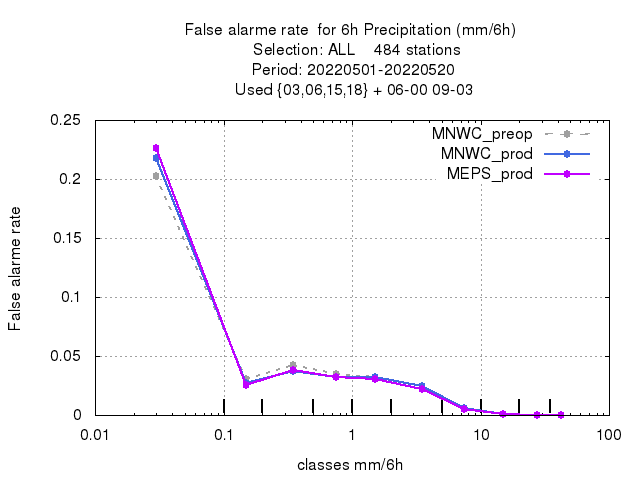 False alarme rate  for 6h Precipitation (mm/6h)
Selection: ALL    484 stations
Period: 20220501-20220520
Used {03,06,15,18} + 06-00 09-03
MNWC_preop
MNWC_prod
MEPS_prod
False alarme rate
0.25
0.2
0.15
0.1
0.05
0
0.01
0.1
1
10
100
classes mm/6h